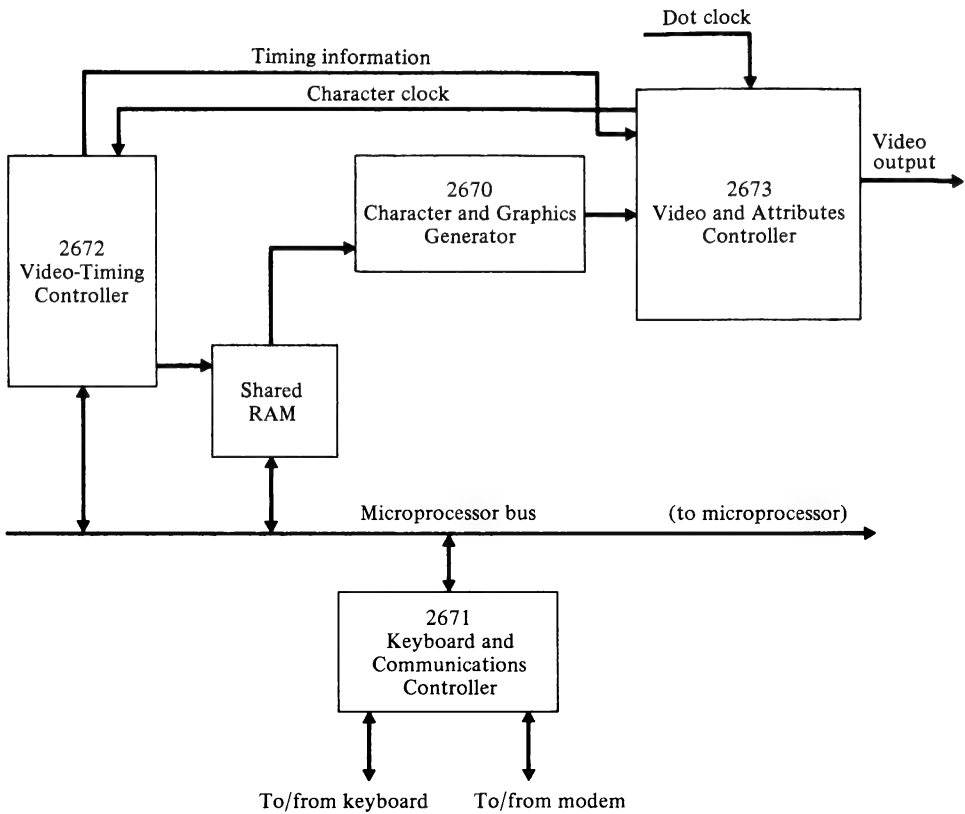 Dot clock
Timing information
Character clock
Video
output
2670
Character and Graphics
Generator
2673
Video and Attributes
Controller
2672
Video-Timing
Controller
Shared
RAM
Microprocessor bus
(to microprocessor)
2671
Keyboard and
Communications
Controller
To/from keyboard
To/from modem